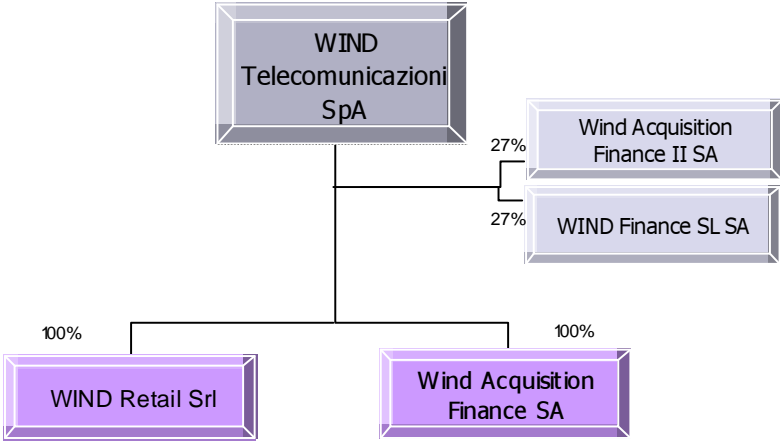 WIND
Telecomunicazioni
SpA
27%
Wind Acquisition
Finance II SA
27%
WIND Finance SL SA
100%
100%
WIND Retail Srl
Wind Acquisition
Finance SA